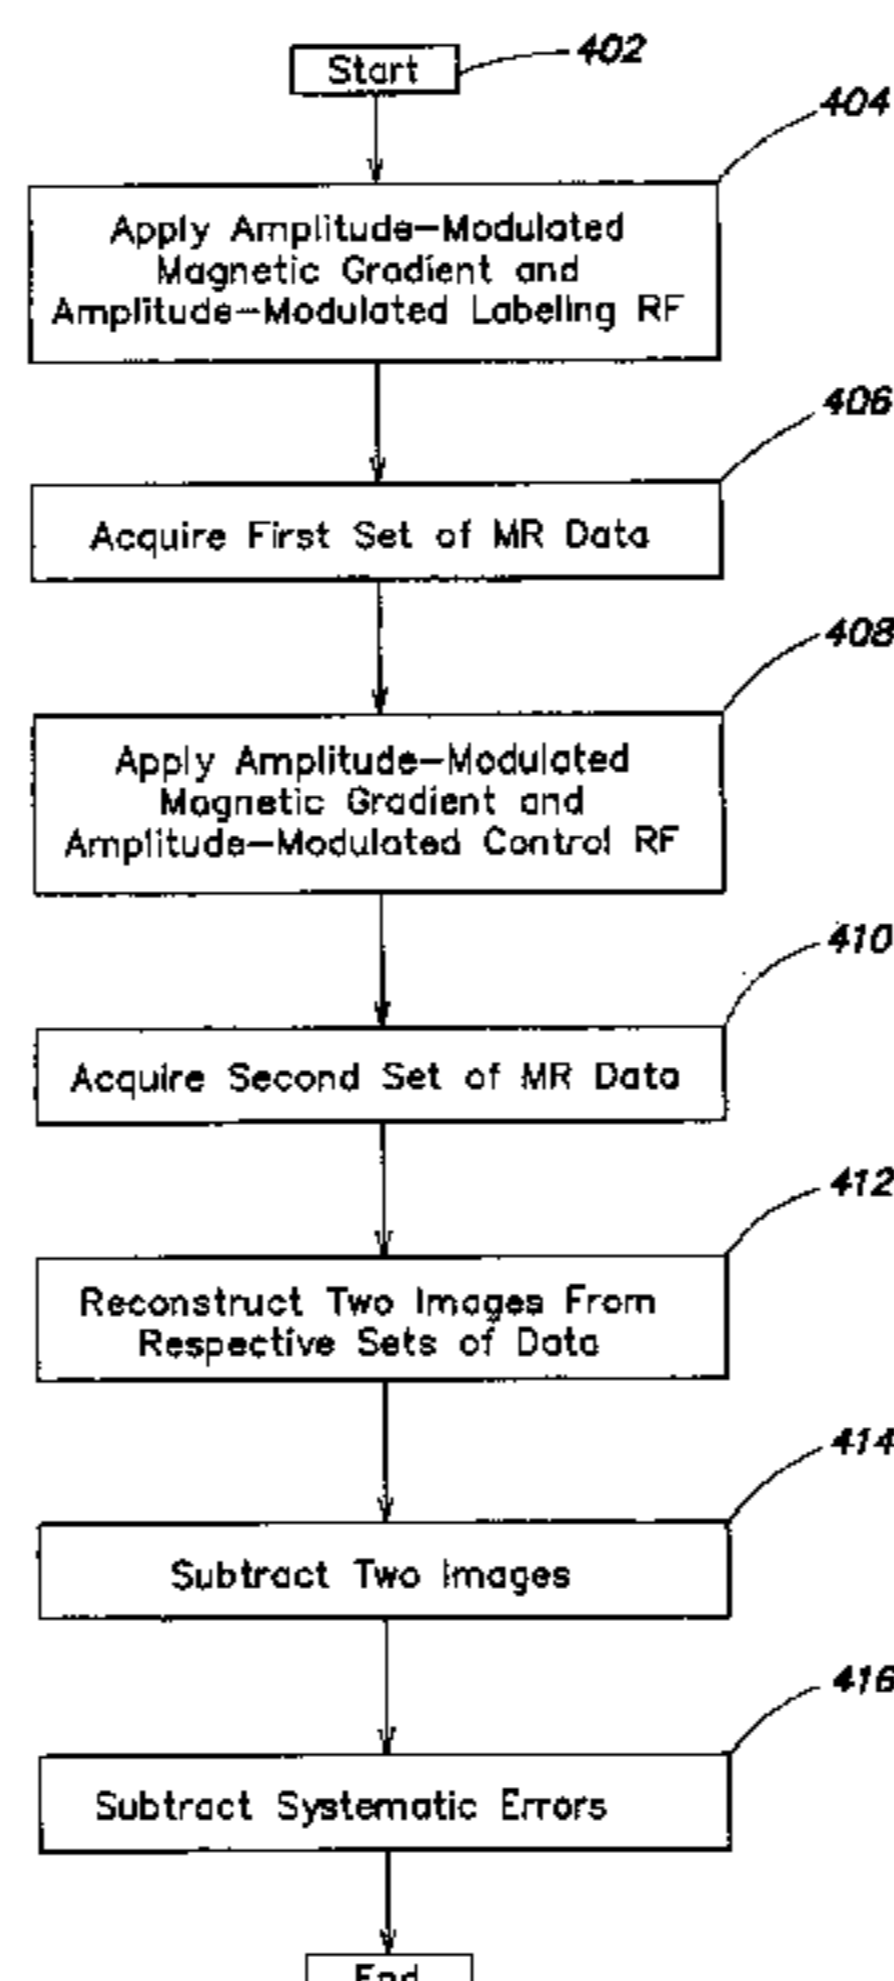 Start
402
404
Apply Amplitude-Modulated
Magnetic Gradient and
Amplitude-Modulated Labeling RF
406
Acquire First Set of MR Data
408
Apply Amplitude-Modulated
Magnetic Gradient and
Amplitude-Modulated Control RF
410
Acquire Second Set of MR Data
412
Reconstruct Two Images From
Respective Sets of Data
414
Subtract Two Images
416
Subtract Systematic Errors
End